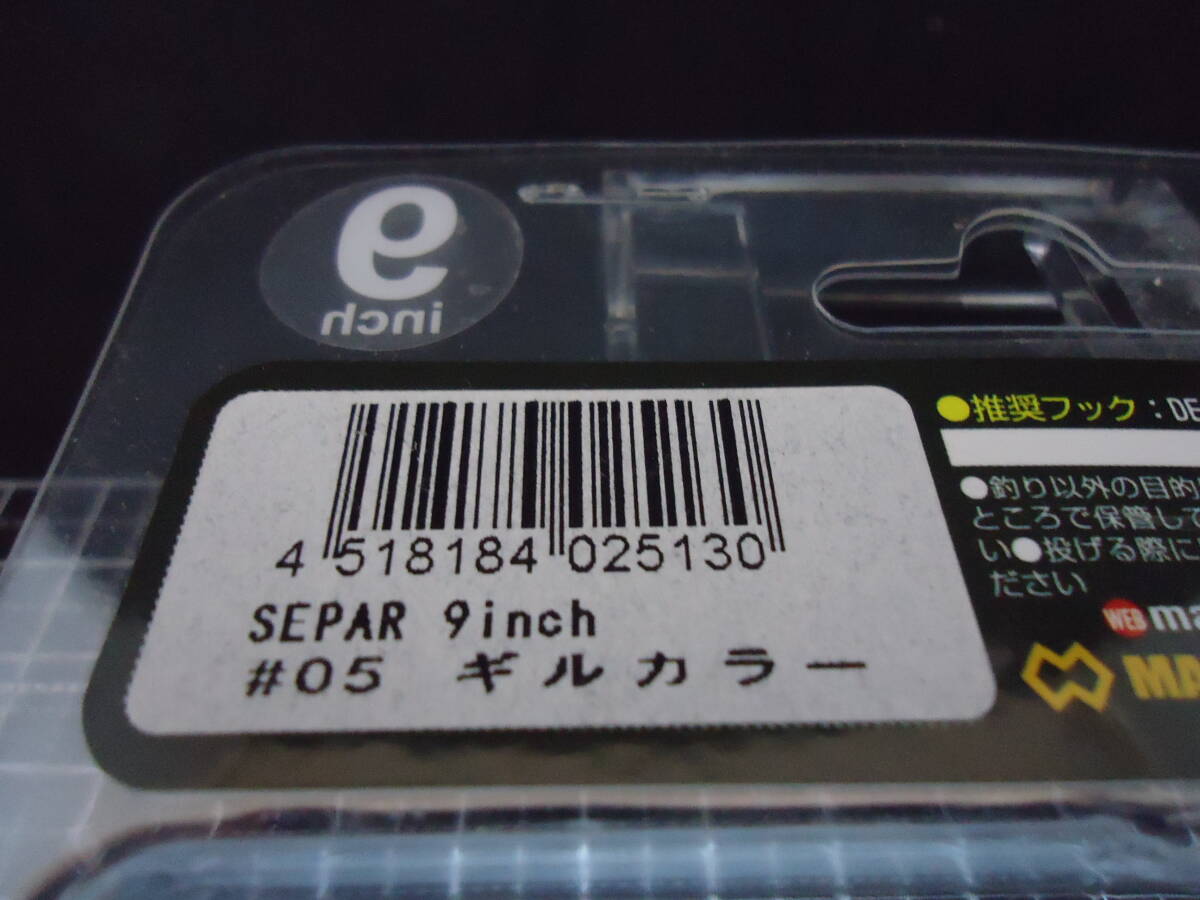 9
inch
4 518184 025130
SEPAR 9inch
#05 ギルカラー
●推奨フック：DE
●釣り以外の目的
ところで保管して
い●投げる際に
ださい
WEB ma
MA